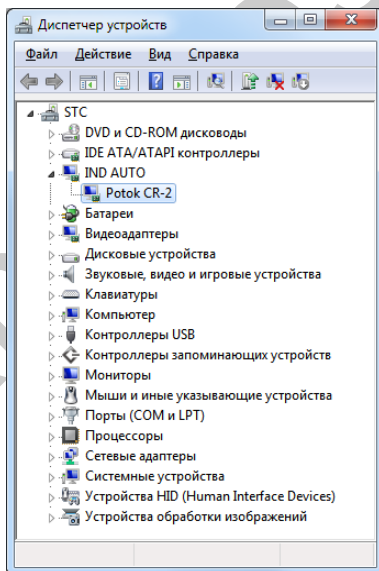 Диспетчер устройств
Файл Действие Вид Справка
STC
DVD и CD-ROM дисководы
IDE ATA/ATAPI контроллеры
IND AUTO
Potok CR-2
Батареи
Видеоадаптеры
Дисковые устройства
Звуковые, видео и игровые устройства
Клавиатуры
Компьютер
Контроллеры USB
Контроллеры запоминающих устройств
Мониторы
Мыши и иные указывающие устройства
Порты (COM и LPT)
Процессоры
Сетевые адаптеры
Системные устройства
Устройства HID (Human Interface Devices)
Устройства обработки изображений